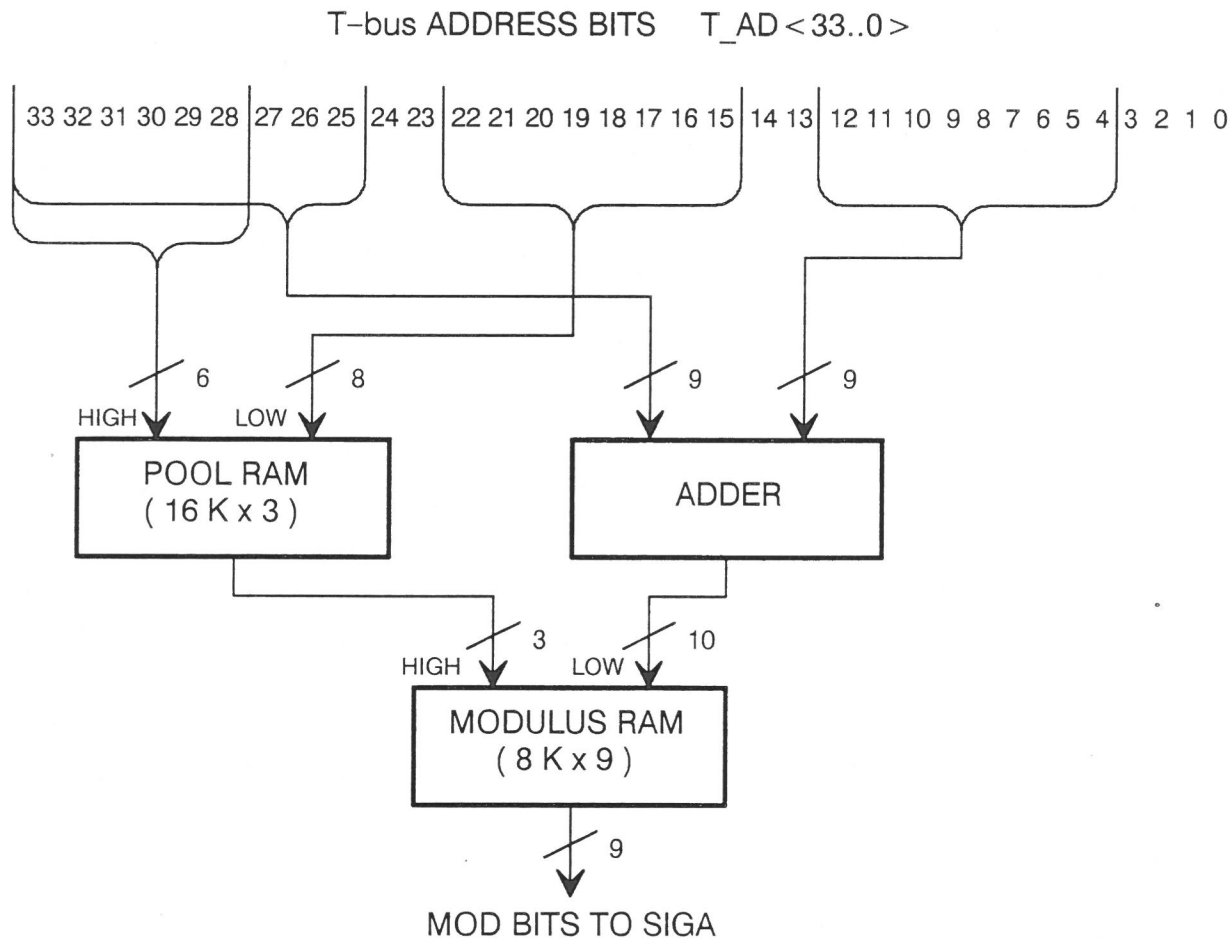 T-bus ADDRESS BITS T_AD<33..0>
33 32 31 30 29 28 27 26 25 24 23 22 21 20 19 18 17 16 15 14 13 12 11 10 9 8 7 6 5 4 3 2 1 0
6 8 9 9
HIGH LOW
POOL RAM
( 16 K x 3 )
ADDER
3 10
HIGH LOW
MODULUS RAM
( 8 K x 9 )
9
MOD BITS TO SIGA